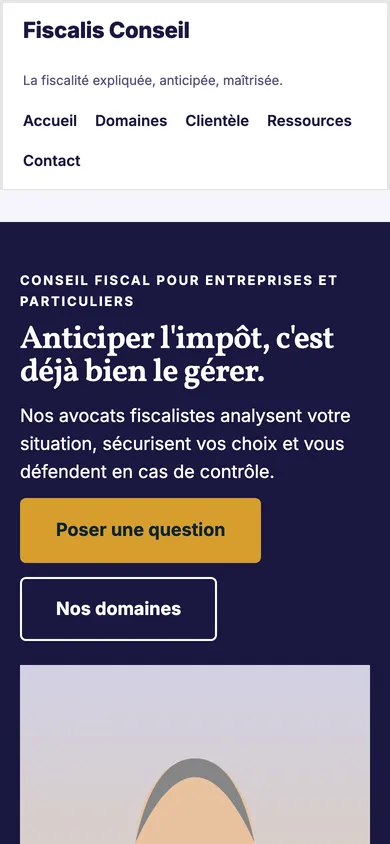 Fiscalis Conseil
La fiscalité expliquée, anticipée, maîtrisée.
Accueil Domaines Clientèle Ressources
Contact
CONSEIL FISCAL POUR ENTREPRISES ET
PARTICULIERS
Anticiper l'impôt, c'est
déjà bien le gérer.
Nos avocats fiscalistes analysent votre
situation, sécurisent vos choix et vous
défendent en cas de contrôle.
Poser une question
Nos domaines